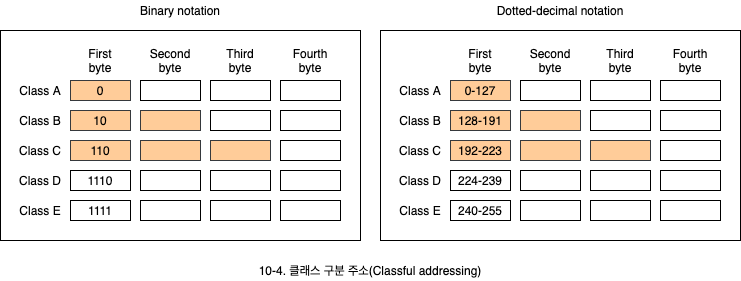 Binary notation
First byte Second byte Third byte Fourth byte
Class A 0
Class B 10
Class C 110
Class D 1110
Class E 1111
Dotted-decimal notation
First byte Second byte Third byte Fourth byte
Class A 0-127
Class B 128-191
Class C 192-223
Class D 224-239
Class E 240-255
10-4. 클래스 구분 주소(Classful addressing)